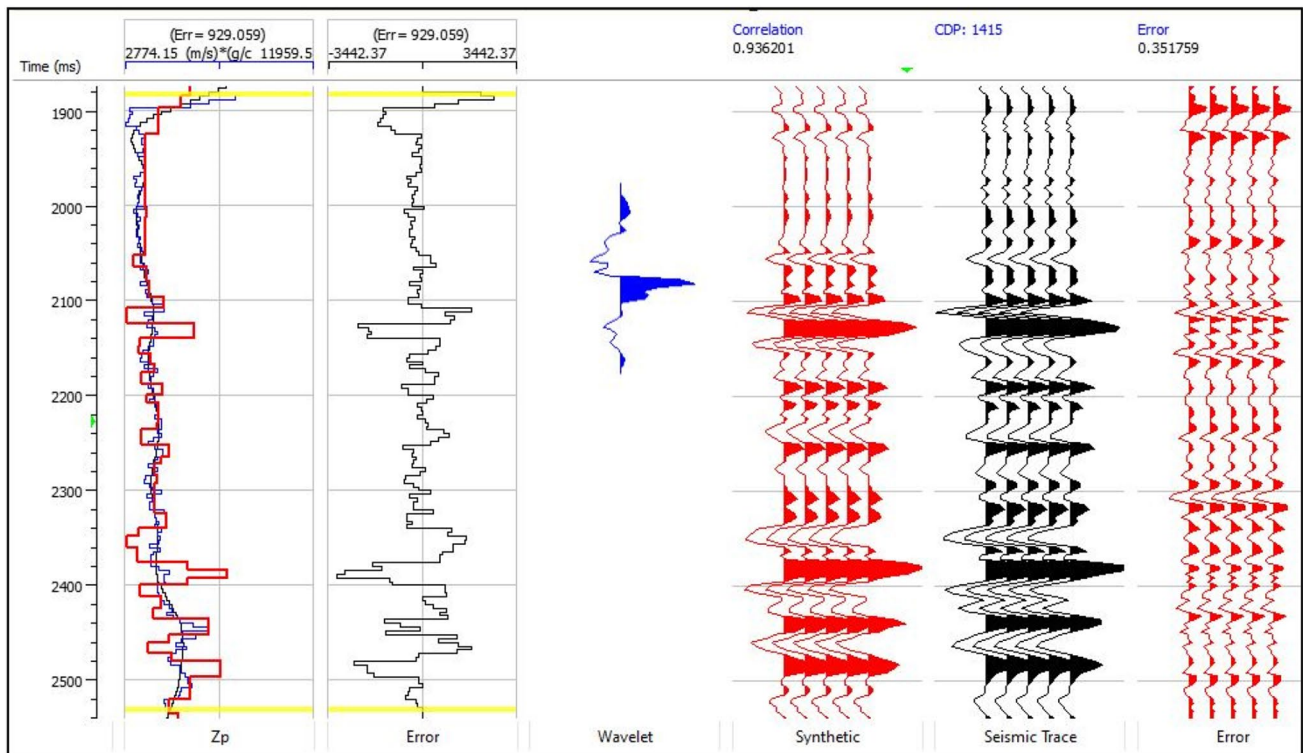 (Err= 929.059)
2774.15 (m/s)*(g/c 11959.5
(Err= 929.059)
-3442.37 3442.37
Correlation
0.936201
CDP: 1415
Error
0.351759
Time (ms)
1900
2000
2100
2200
2300
2400
2500
Zp
Error
Wavelet
Synthetic
Seismic Trace
Error